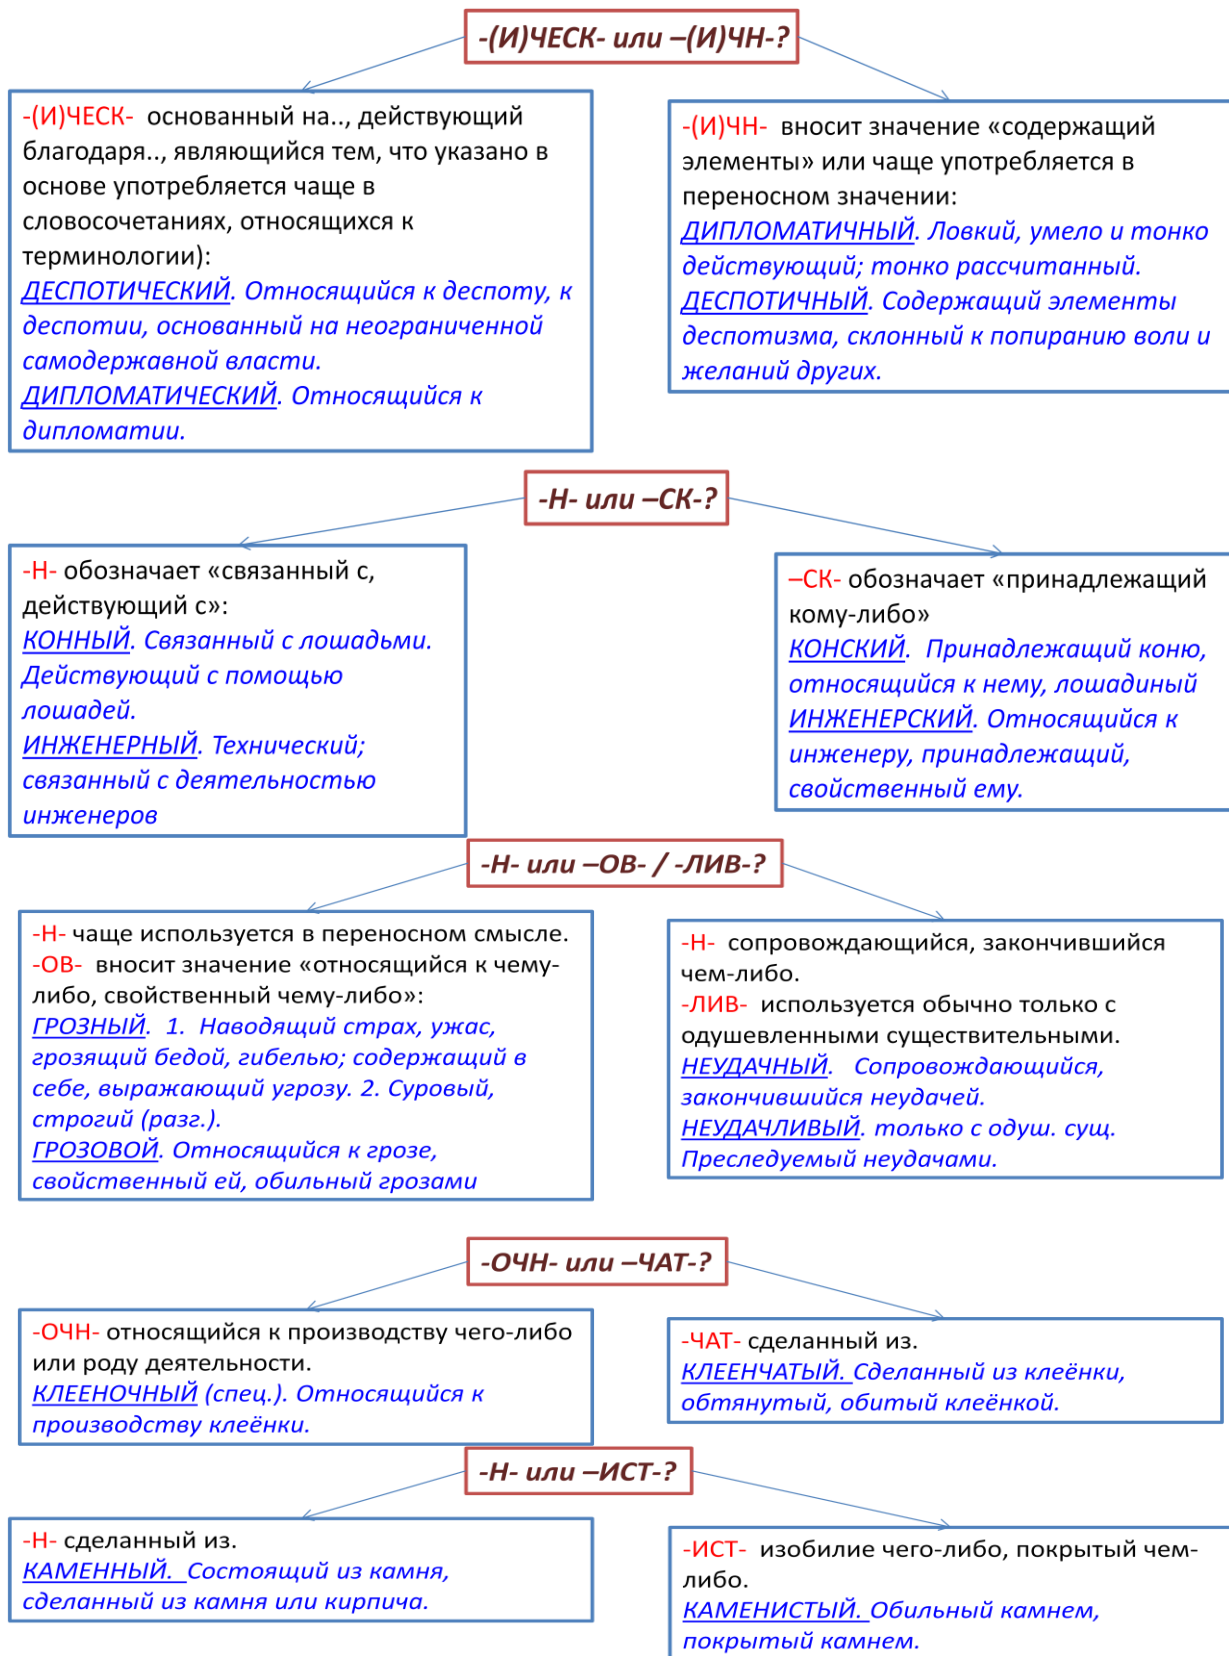 -(И)ЧЕСК- или –(И)ЧН-?
-(И)ЧЕСК- основанный на.., действующий
благодаря.., являющийся тем, что указано в
основе употребляется чаще в
словосочетаниях, относящихся к
терминологии):
ДЕСПОТИЧЕСКИЙ. Относящийся к деспоту, к
деспотии, основанный на неограниченной
самодержавной власти.
ДИПЛОМАТИЧЕСКИЙ. Относящийся к
дипломатии.
-(И)ЧН- вносит значение «содержащий
элементы» или чаще употребляется в
переносном значении:
ДИПЛОМАТИЧНЫЙ. Ловкий, умело и тонко
действующий; тонко рассчитанный.
ДЕСПОТИЧНЫЙ. Содержащий элементы
деспотизма, склонный к попиранию воли и
желаний других.
-Н- или –СК-?
-Н- обозначает «связанный с,
действующий с»:
КОННЫЙ. Связанный с лошадьми.
Действующий с помощью
лошадей.
ИНЖЕНЕРНЫЙ. Технический;
связанный с деятельностью
инженеров
–СК- обозначает «принадлежащий
кому-либо»
КОНСКИЙ. Принадлежащий коню,
относящийся к нему, лошадиный
ИНЖЕНЕРСКИЙ. Относящийся к
инженеру, принадлежащий,
свойственный ему.
-Н- или –ОВ- / -ЛИВ-?
-Н- чаще используется в переносном смысле.
-ОВ- вносит значение «относящийся к чему-
либо, свойственный чему-либо»:
ГРОЗНЫЙ. 1. Наводящий страх, ужас,
грозящий бедой, гибелью; содержащий в
себе, выражающий угрозу. 2. Суровый,
строгий (разг.).
ГРОЗОВОЙ. Относящийся к грозе,
свойственный ей, обильный грозами
-Н- сопровождающийся, закончившийся
чем-либо.
-ЛИВ- используется обычно только с
одушевленными существительными.
НЕУДАЧНЫЙ. Сопровождающийся,
закончившийся неудачей.
НЕУДАЧЛИВЫЙ. только с одуш. сущ.
Преследуемый неудачами.
-ОЧН- или –ЧАТ-?
-ОЧН- относящийся к производству чего-либо
или роду деятельности.
КЛЕЕНОЧНЫЙ (спец.). Относящийся к
производству клеёнки.
-ЧАТ- сделанный из.
КЛЕЕНЧАТЫЙ. Сделанный из клеёнки,
обтянутый, обитый клеёнкой.
-Н- или –ИСТ-?
-Н- сделанный из.
КАМЕННЫЙ. Состоящий из камня,
сделанный из камня или кирпича.
-ИСТ- изобилие чего-либо, покрытый чем-
либо.
КАМЕНИСТЫЙ. Обильный камнем,
покрытый камнем.